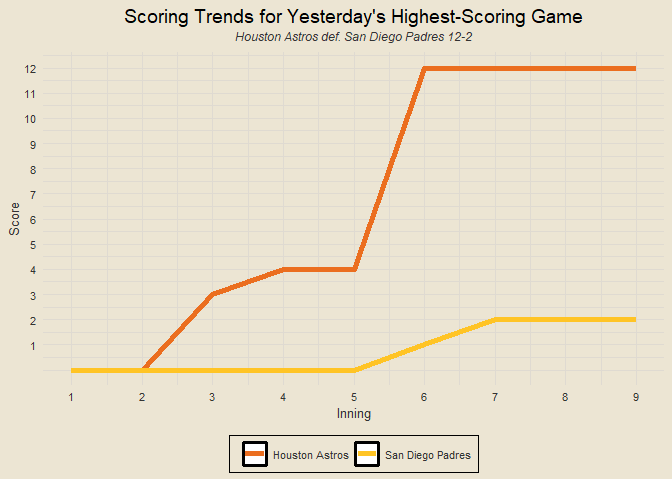 Scoring Trends for Yesterday's Highest-Scoring Game
Houston Astros def. San Diego Padres 12-2
12
11
10
9
8
7
6
5
4
3
2
1
Score
1 2 3 4 5 6 7 8 9
Inning
Houston Astros San Diego Padres